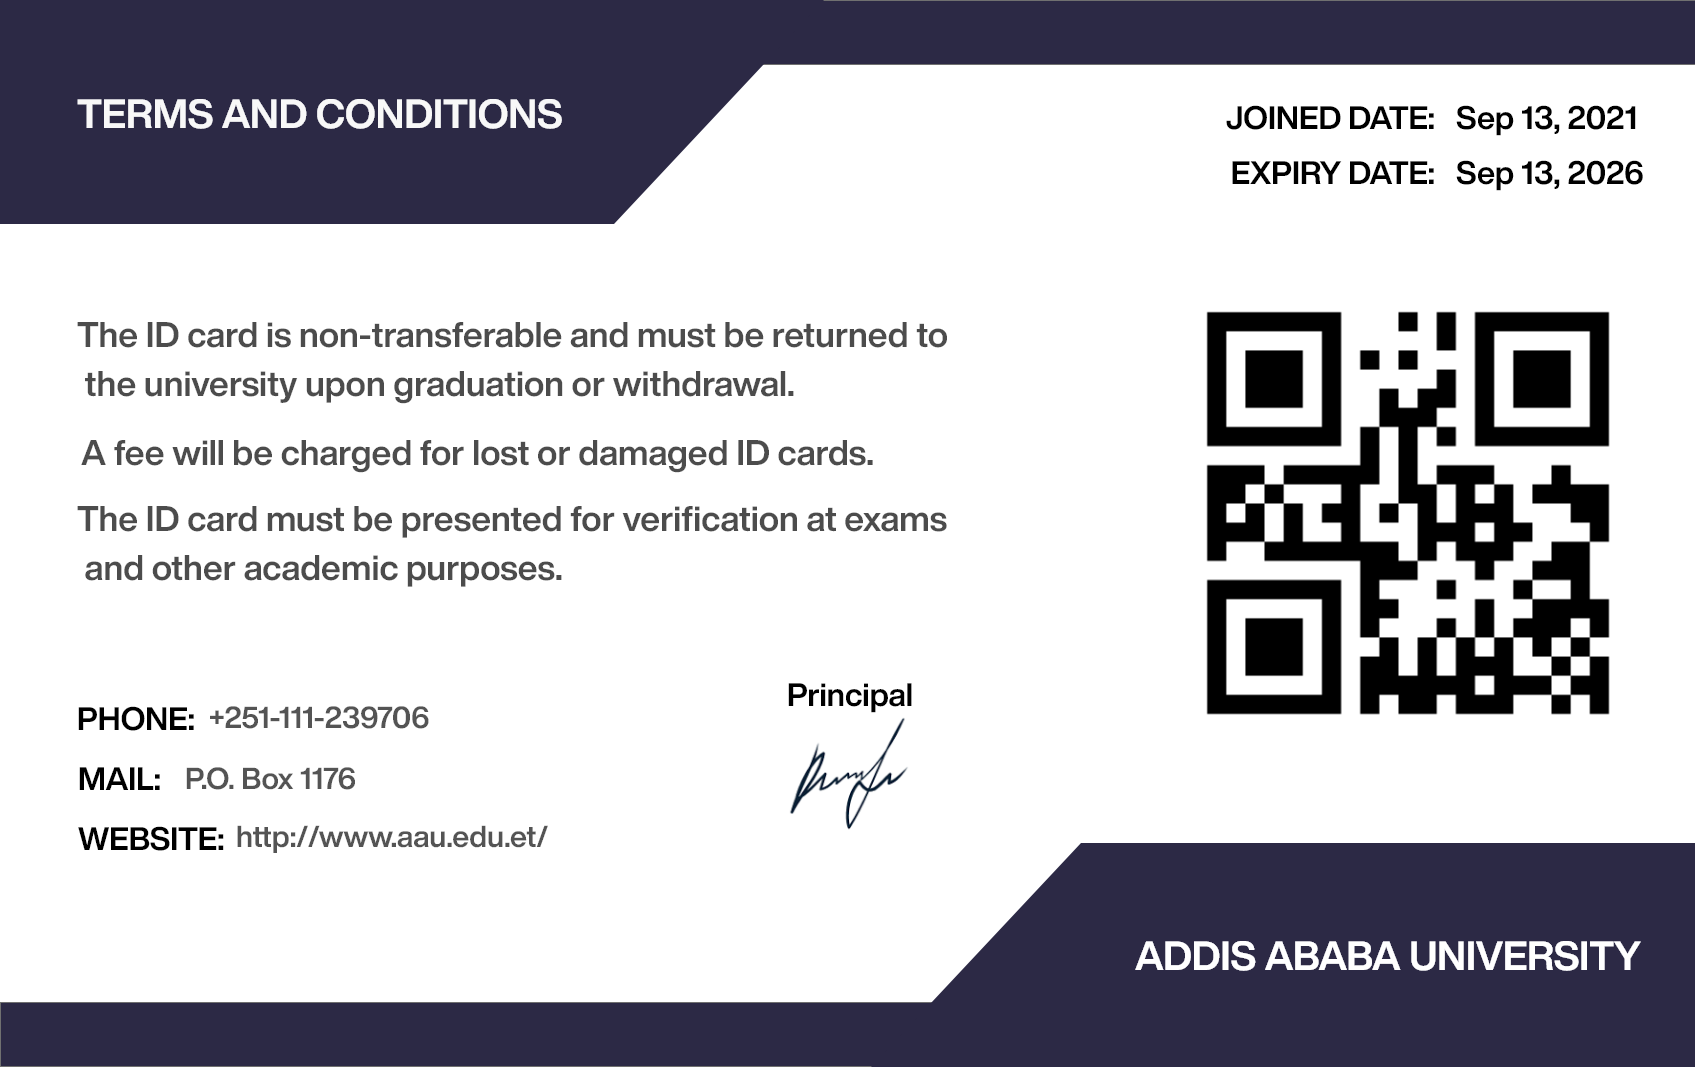 TERMS AND CONDITIONS
JOINED DATE: Sep 13, 2021
EXPIRY DATE: Sep 13, 2026
The ID card is non-transferable and must be returned to
the university upon graduation or withdrawal.
A fee will be charged for lost or damaged ID cards.
The ID card must be presented for verification at exams
and other academic purposes.
PHONE: +251-111-239706
MAIL: P.O. Box 1176
WEBSITE: http://www.aau.edu.et/
Principal
ADDIS ABABA UNIVERSITY